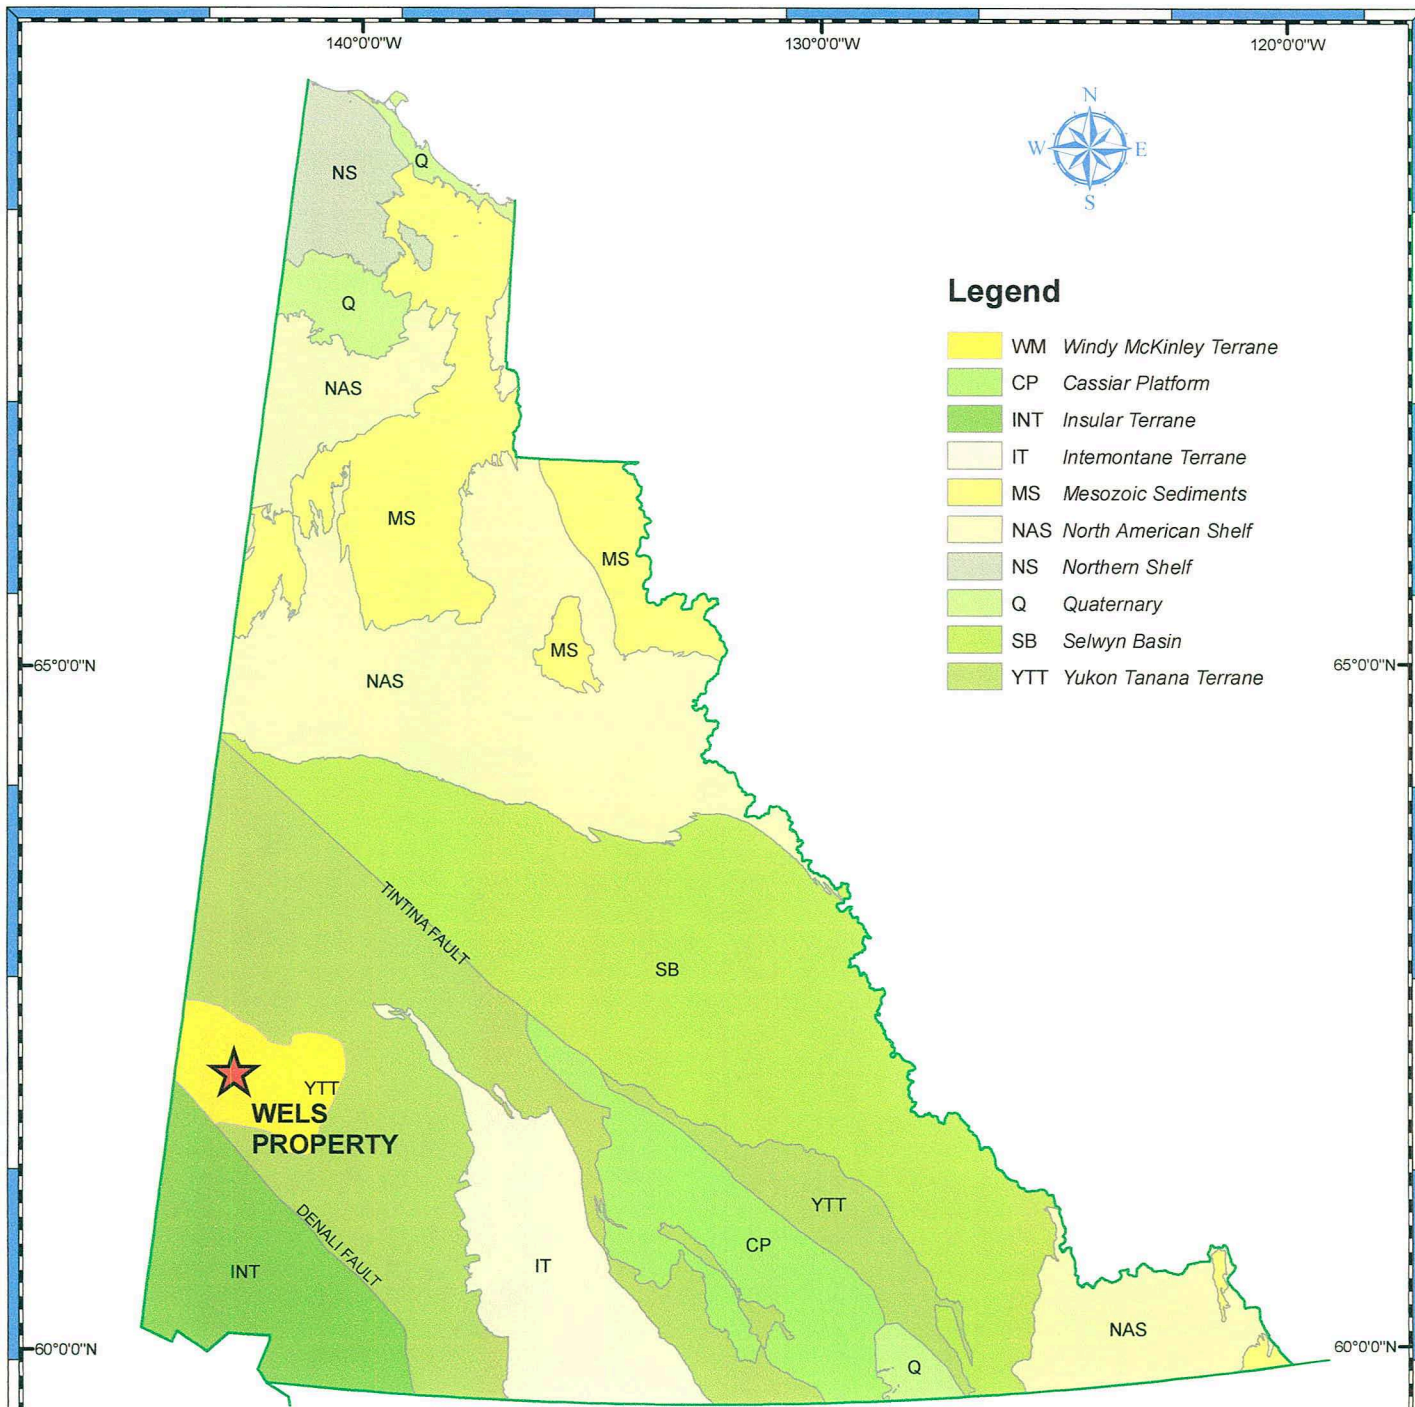 140°0'0"W
130°0'0"W
120°0'0"W
N
W
E
S
NS
Q
Q
NAS
MS
MS
MS
NAS
65°0'0"N
65°0'0"N
Legend
WM Windy McKinley Terrane
CP Cassiar Platform
INT Insular Terrane
IT Intemontane Terrane
MS Mesozoic Sediments
NAS North American Shelf
NS Northern Shelf
Q Quaternary
SB Selwyn Basin
YTT Yukon Tanana Terrane
TINTINA FAULT
SB
YTT
WELS
PROPERTY
DENALI FAULT
INT
IT
CP
YTT
Q
NAS
60°0'0"N
60°0'0"N